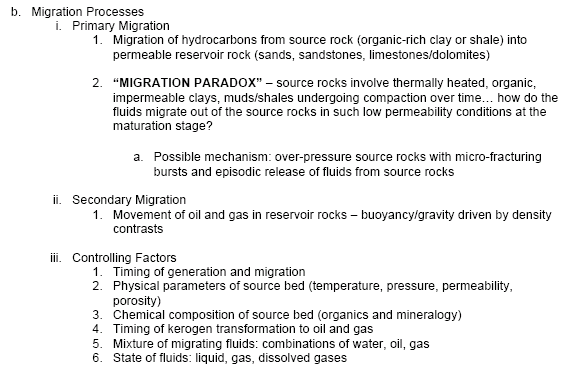 b. Migration Processes
i. Primary Migration
1. Migration of hydrocarbons from source rock (organic-rich clay or shale) into
permeable reservoir rock (sands, sandstones, limestones/dolomites)
2. “MIGRATION PARADOX” – source rocks involve thermally heated, organic,
impermeable clays, muds/shales undergoing compaction over time... how do the
fluids migrate out of the source rocks in such low permeability conditions at the
maturation stage?
a. Possible mechanism: over-pressure source rocks with micro-fracturing
bursts and episodic release of fluids from source rocks
ii. Secondary Migration
1. Movement of oil and gas in reservoir rocks – buoyancy/gravity driven by density
contrasts
iii. Controlling Factors
1. Timing of generation and migration
2. Physical parameters of source bed (temperature, pressure, permeability,
porosity)
3. Chemical composition of source bed (organics and mineralogy)
4. Timing of kerogen transformation to oil and gas
5. Mixture of migrating fluids: combinations of water, oil, gas
6. State of fluids: liquid, gas, dissolved gases